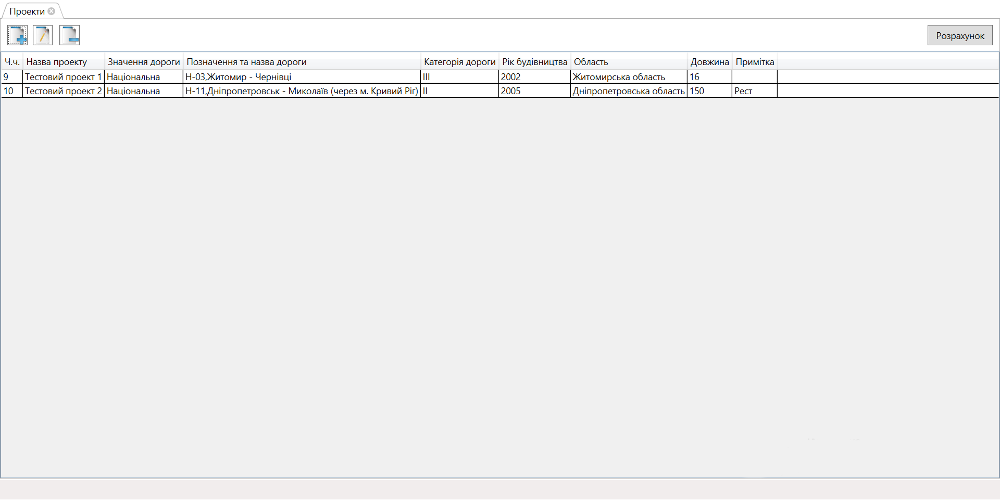 Проекти
Розрахунок
Ч.ч. Назва проекту Значення дороги Позначення та назва дороги Категорія дороги Рік будівництва Область Довжина Примітка
9 Тестовий проект 1 Національна Н-03,Житомир - Чернівці III 2002 Житомирська область 16
10 Тестовий проект 2 Національна Н-11,Дніпропетровськ - Миколаїв (через м. Кривий Ріг) II 2005 Дніпропетровська область 150 Рест